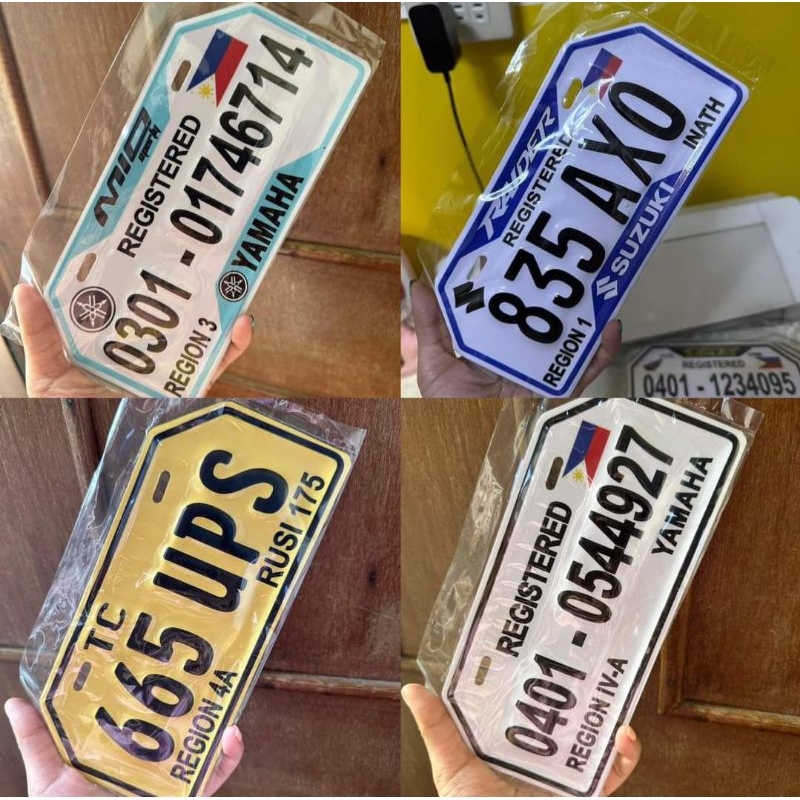 MIO
sporty
REGISTERED
0301 - 01746714
REGION 3
YAMAHA
RAIDER
REGISTERED
835 AXO
REGION 1
SUZUKI
INATH
REGISTERED
0401 - 1234095
TC
665 UPS
REGION 4A
RUSI 175
REGISTERED
0401 - 0544927
REGION IV-A
YAMAHA